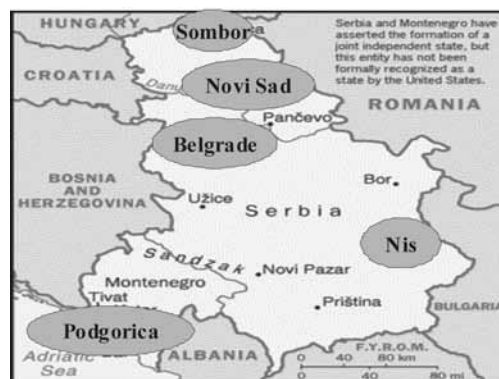 HUNGARY
Sombor
Serbia and Montenegro have
asserted the formation of a
joint independent state, but
this entity has not been
formally recognized as a
state by the United States.
CROATIA
Danu
Novi Sad
ROMANIA
Pančevo
Belgrade
BOSNIA
AND
HERZEGOVINA
Bor
Užice
Serbia
Nis
Sandzak
Novi Pazar
Montenegro
Tivat
Priština
BULGARIA
Podgorica
F.Y.R.O.M.
Adriatic
Sea
ALBANIA
0 40 80 km
0 40 80 mi